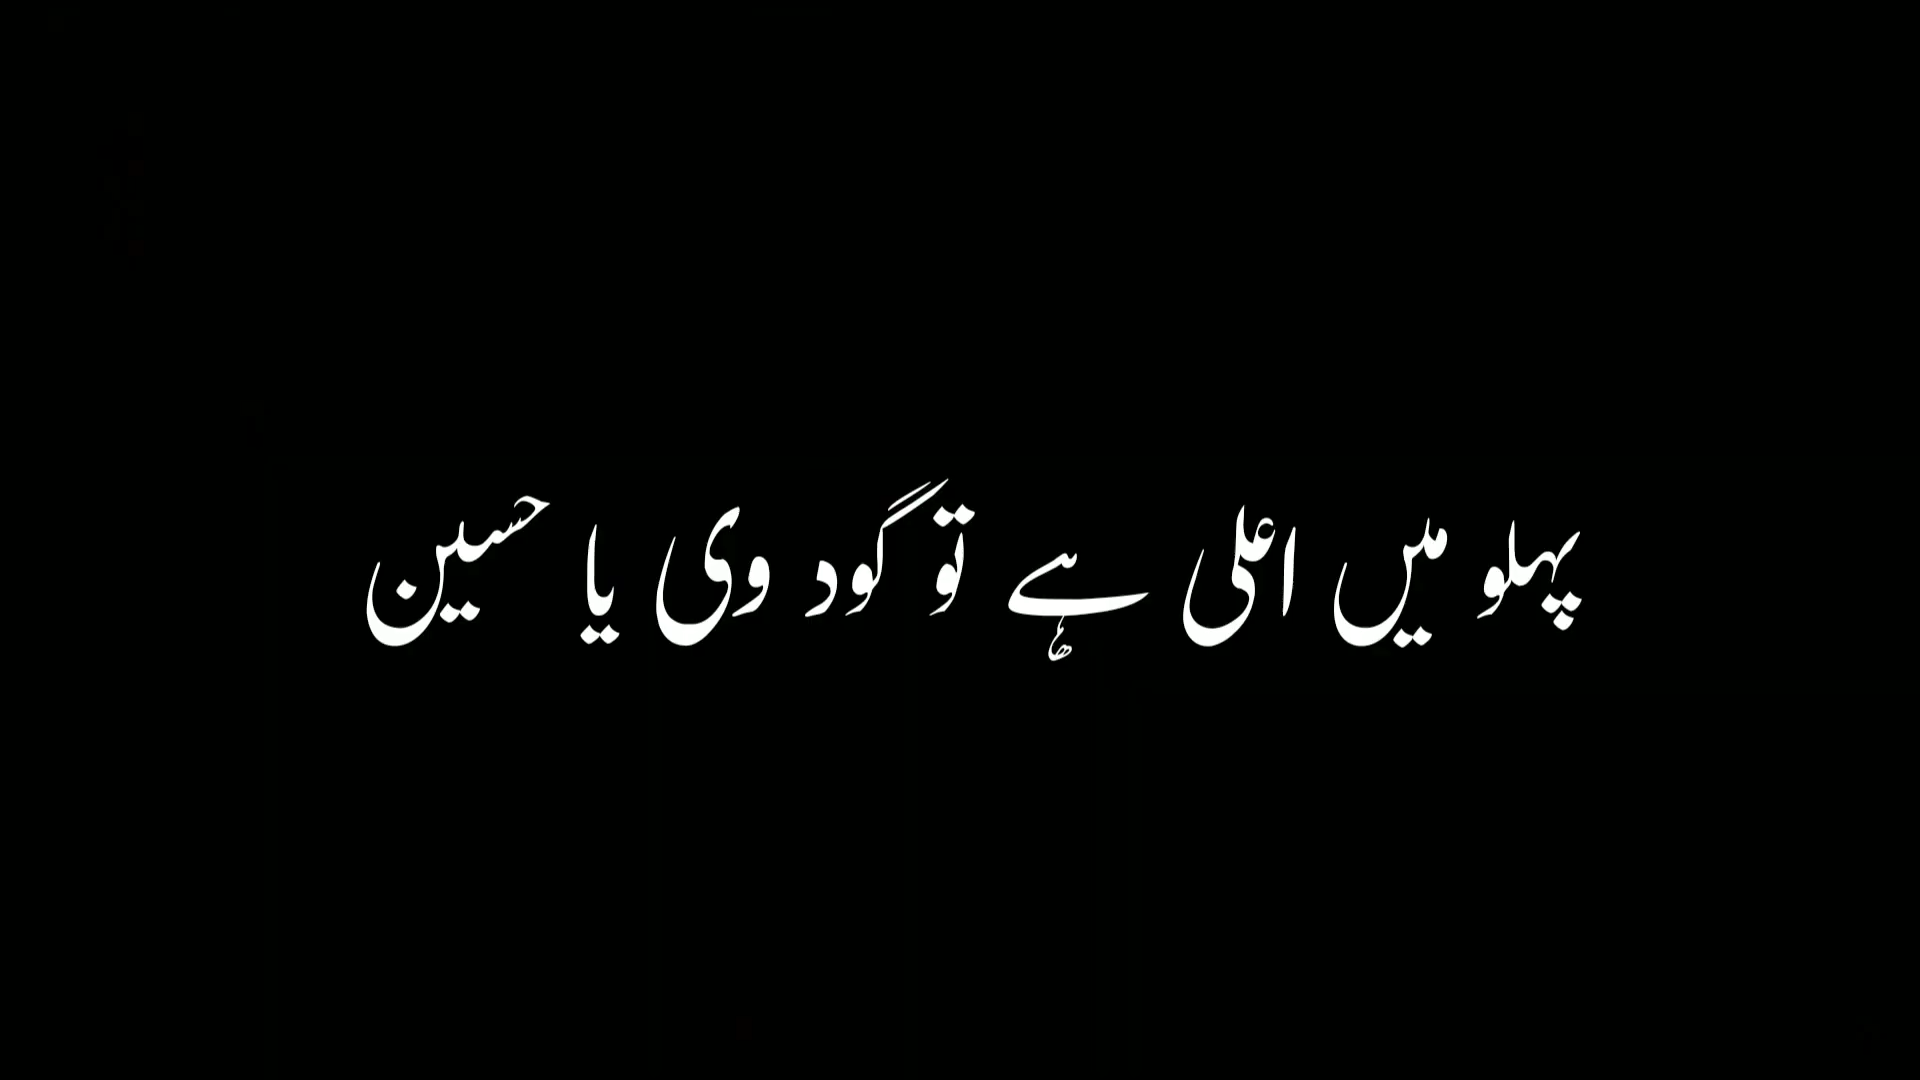 پہلو میں اعلی ہے تو گود وی یا حسین